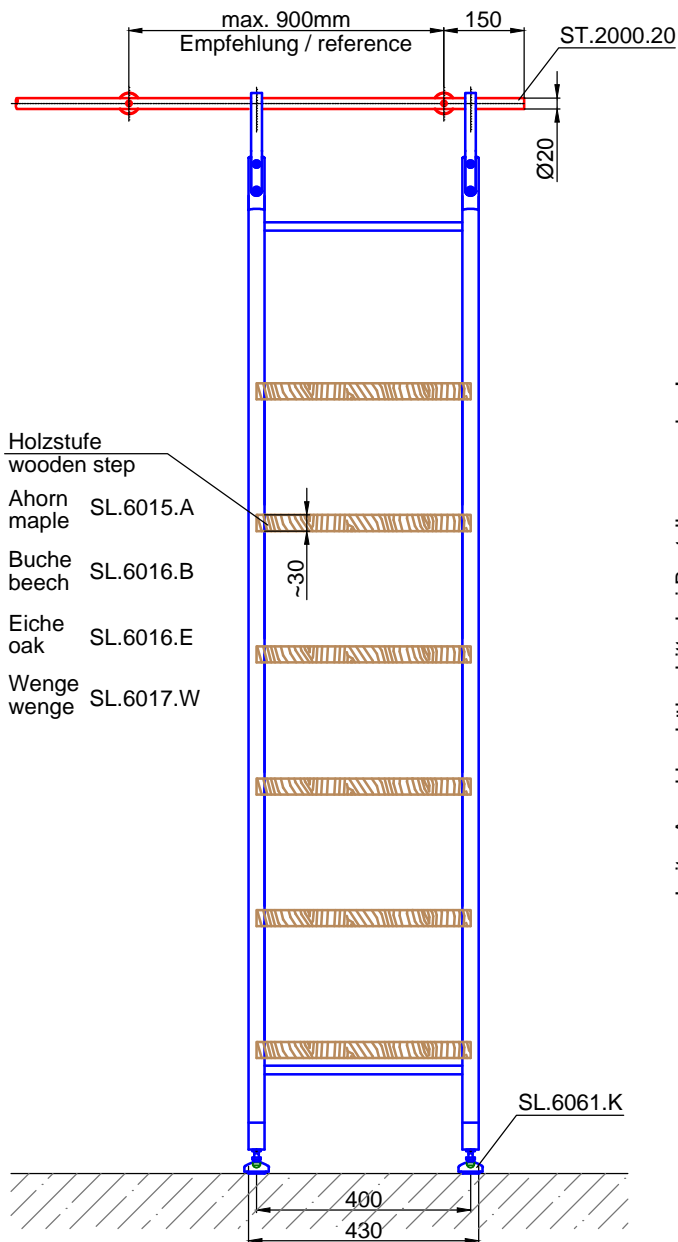 max. 900mm
150
Empfehlung / reference
ST.2000.20
Ø20
Holzstufe
wooden step
Ahorn
maple
SL.6015.A
Buche
beech
SL.6016.B
Eiche
oak
SL.6016.E
Wenge
wenge
SL.6017.W
~30
SL.6061.K
400
430